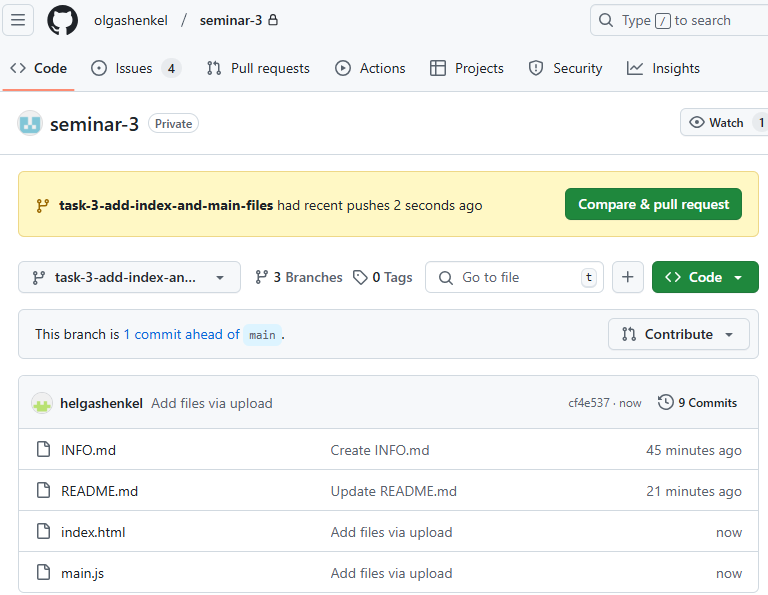 olgashenkel / seminar-3 Type / to search
Code Issues 4 Pull requests Actions Projects Security Insights
seminar-3 Private Watch 1
task-3-add-index-and-main-files had recent pushes 2 seconds ago Compare & pull request
task-3-add-index-an... 3 Branches 0 Tags Go to file t + Code
This branch is 1 commit ahead of main . Contribute
helgashenkel Add files via upload cf4e537 · now 9 Commits
INFO.md Create INFO.md 45 minutes ago
README.md Update README.md 21 minutes ago
index.html Add files via upload now
main.js Add files via upload now